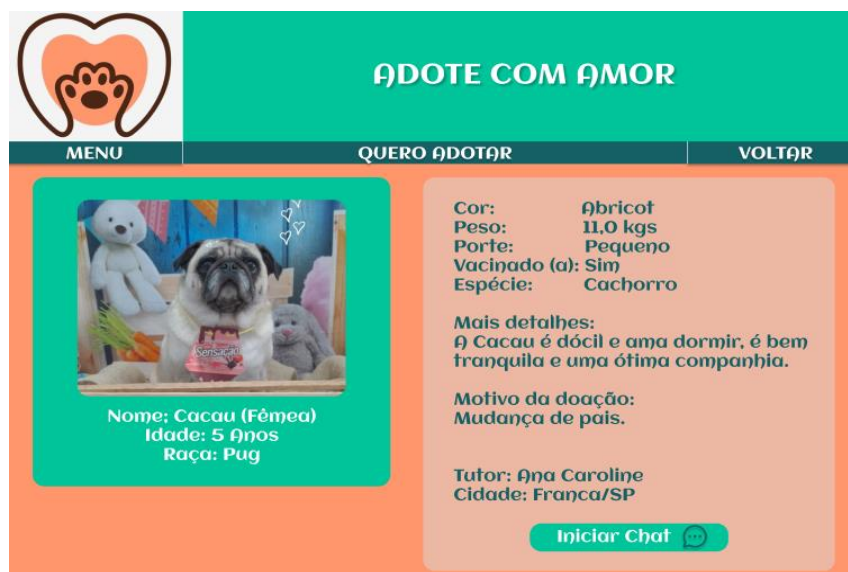 ADOTE COM AMOR
MENU
QUERO ADOTAR
VOLTAR
Sensação
Nome; Cacau (Fêmea)
Idade: 5 Anos
Raça: Pug
Cor: Abricot
Peso: 11,0 kgs
Porte: Pequeno
Vacinado (a): Sim
Espécie: Cachorro
Mais detalhes:
A Cacau é dócil e ama dormir, é bem
tranquila e uma ótima companhia.
Motivo da doação:
Mudança de pais.
Tutor: Ana Caroline
Cidade: Franca/SP
Iniciar Chat